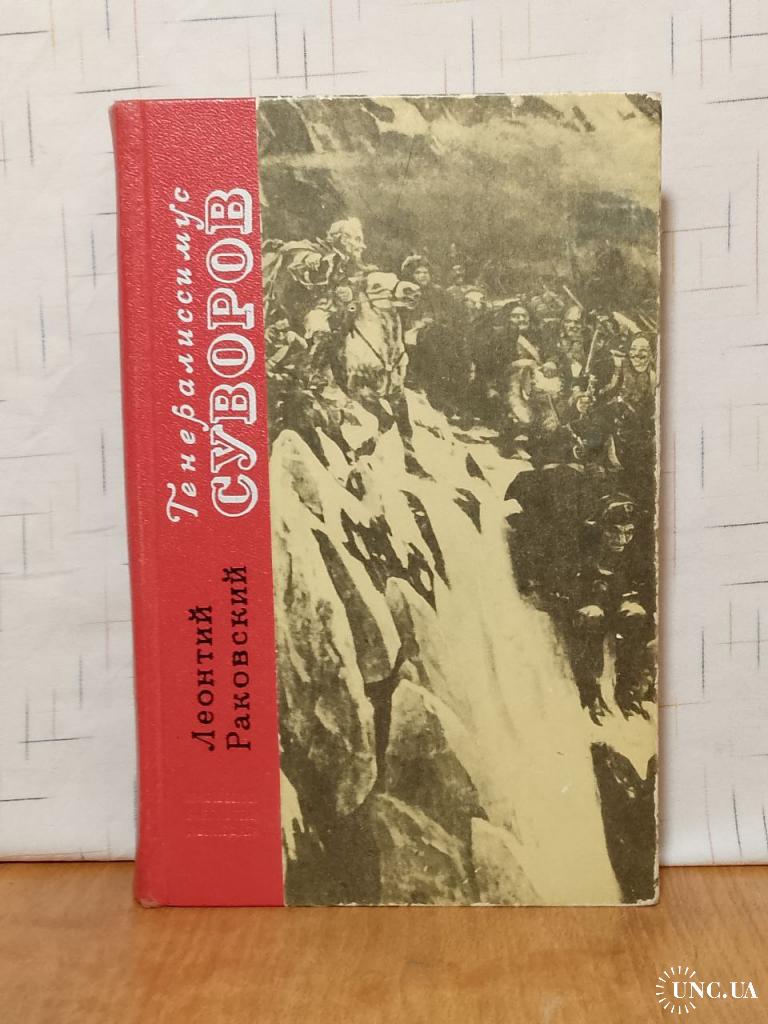 Генералиссимус
СУВОРОВ
Леонтий
Раковский
UNC.UA